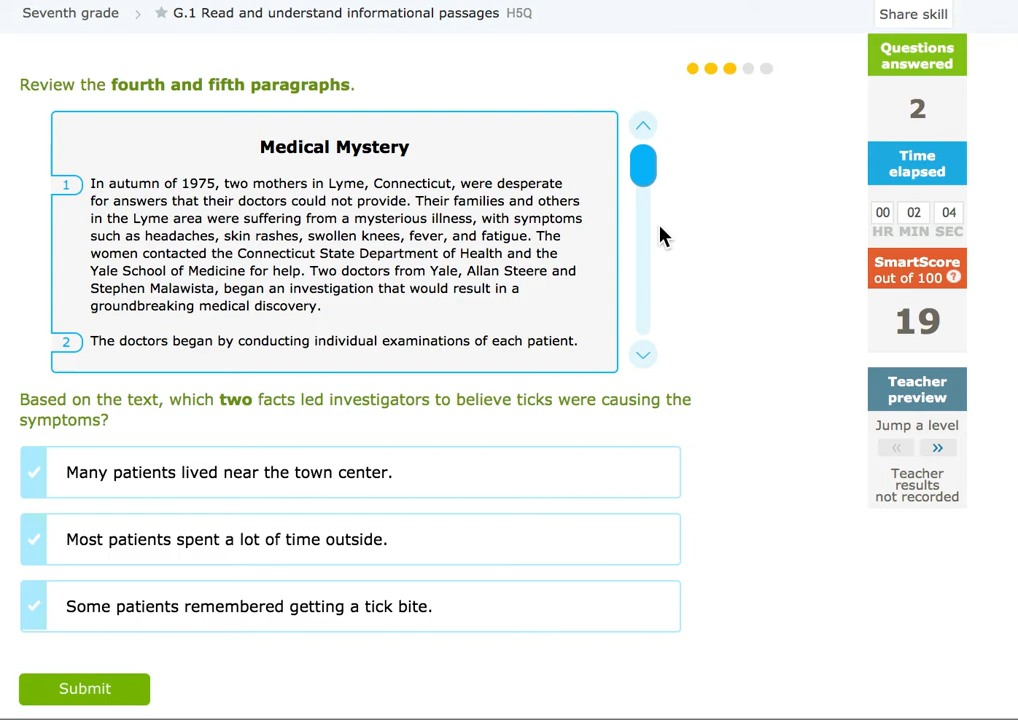 Seventh grade > G.1 Read and understand informational passages H5Q
Share skill
Questions
answered
2
Time
elapsed
00 02 04
HR MIN SEC
SmartScore
out of 100 ?
19
Teacher
preview
Jump a level
« »
Teacher
results
not recorded
Review the fourth and fifth paragraphs.
Medical Mystery
1 In autumn of 1975, two mothers in Lyme, Connecticut, were desperate
for answers that their doctors could not provide. Their families and others
in the Lyme area were suffering from a mysterious illness, with symptoms
such as headaches, skin rashes, swollen knees, fever, and fatigue. The
women contacted the Connecticut State Department of Health and the
Yale School of Medicine for help. Two doctors from Yale, Allan Steere and
Stephen Malawista, began an investigation that would result in a
groundbreaking medical discovery.
2 The doctors began by conducting individual examinations of each patient.
Based on the text, which two facts led investigators to believe ticks were causing the
symptoms?
Many patients lived near the town center.
Most patients spent a lot of time outside.
Some patients remembered getting a tick bite.
Submit